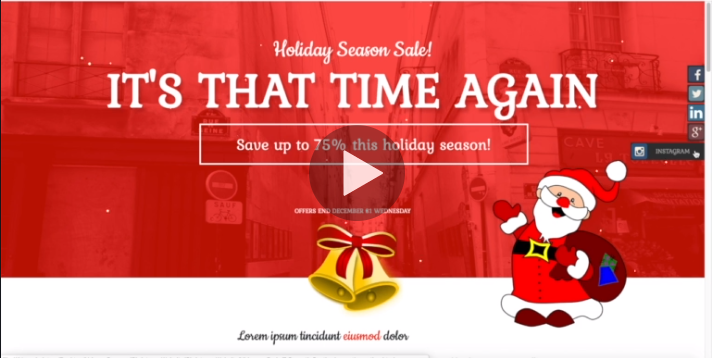 Holiday Season Sale!
IT'S THAT TIME AGAIN
Save up to 75% this holiday season!
INSTAGRAM
OFFERS END DECEMBER 31 WEDNESDAY
Lorem ipsum tincidunt eiusmod dolor